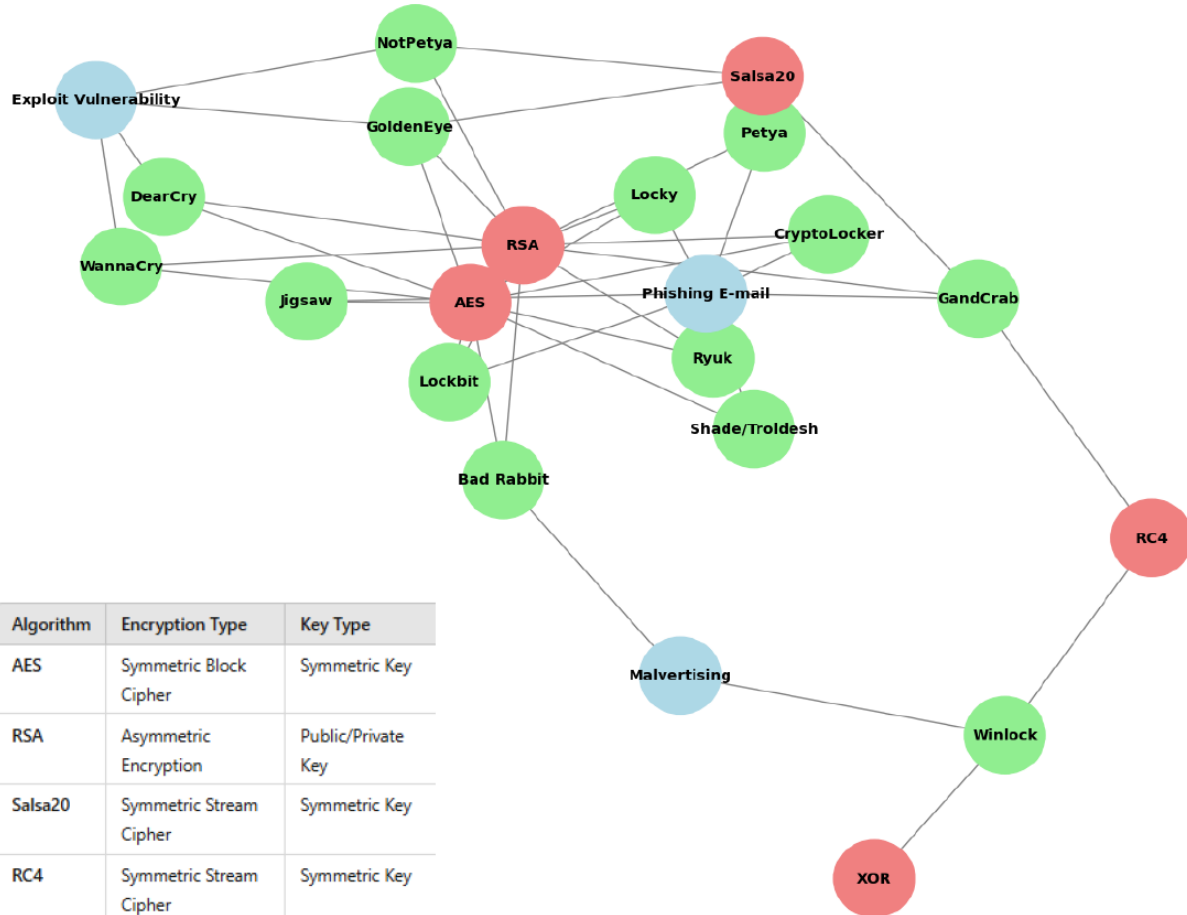 NotPetya
Salsa20
Exploit Vulnerability
GoldenEye
Petya
DearCry
Locky
CryptoLocker
RSA
WannaCry
Jigsaw
AES
Phishing E-mail
GandCrab
Ryuk
Lockbit
Shade/Troldesh
Bad Rabbit
RC4
Malvertising
Winlock
XOR
Algorithm Encryption Type Key Type
AES Symmetric Block Symmetric Key
Cipher
RSA Asymmetric Public/Private
Encryption Key
Salsa20 Symmetric Stream Symmetric Key
Cipher
RC4 Symmetric Stream Symmetric Key
Cipher